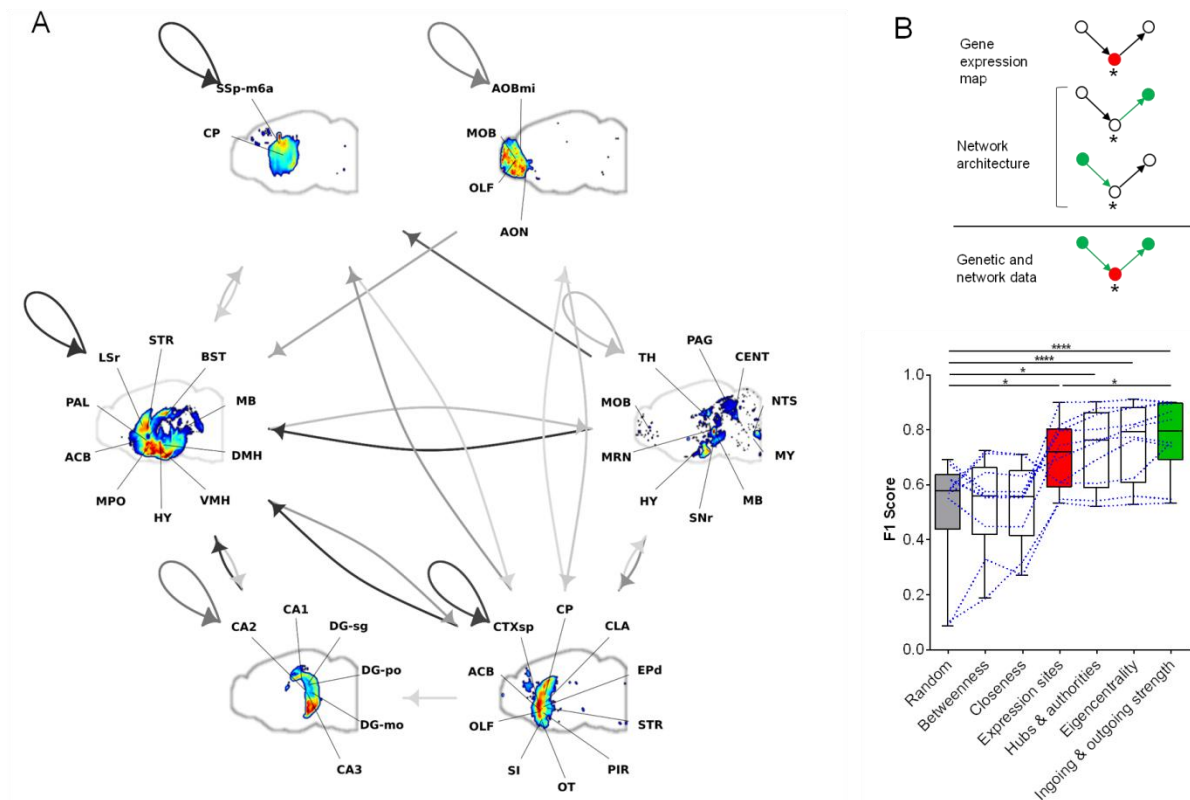 A
SSp-m6a
CP
AOBmi
MOB
OLF
AON
STR
LSr
BST
PAL
MB
ACB
DMH
MPO
VMH
HY
PAG
TH
CENT
MOB
NTS
MRN
MY
HY
MB
SNr
CA1
CA2
DG-sg
DG-po
DG-mo
CA3
CP
CTXsp
CLA
ACB
EPd
OLF
STR
SI
PIR
OT
B
Gene
expression
map
*
*
Network
architecture
*
Genetic and
network data
*
****
****
*
* *
1.0
0.8
0.6
0.4
0.2
0.0
F1 Score
Random
Betweenness
Closeness
Expression sites
Hubs & authorities
Eigencentrality
Ingoing & outgoing strength